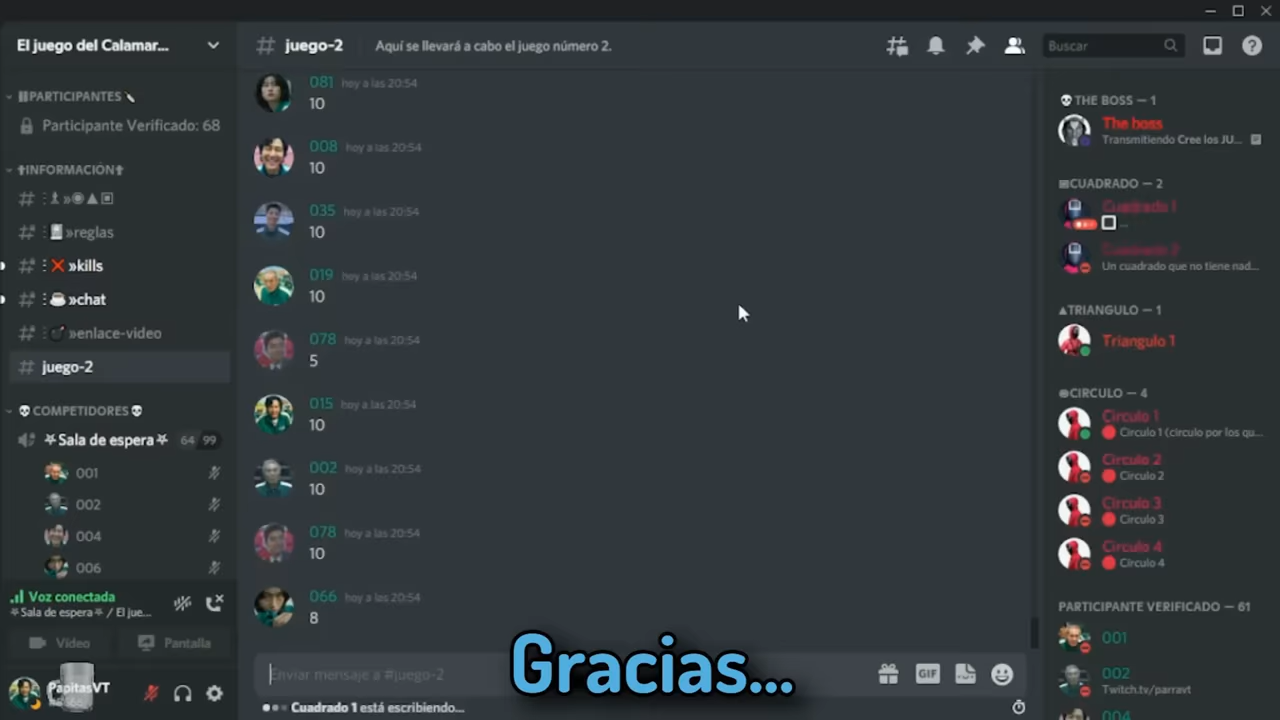 El juego del Calamar...
PARTICIPANTES
Participante Verificado: 68
INFORMACIÓN
»
»reglas
»kills
»chat
»enlace-video
juego-2
COMPETIDORES
Sala de espera 64 99
001
002
004
006
Voz conectada
Sala de espera / El jue...
Vídeo
Pantalla
PapitasVT
# juego-2
Aquí se llevará a cabo el juego número 2.
Buscar
081 hoy a las 20:54
10
008 hoy a las 20:54
10
035 hoy a las 20:54
10
019 hoy a las 20:54
10
078 hoy a las 20:54
5
015 hoy a las 20:54
10
002 hoy a las 20:54
10
078 hoy a las 20:54
10
066 hoy a las 20:54
8
Enviar mensaje a #juego-2
GIF
Cuadrado 1 está escribiendo...
Gracias...
THE BOSS — 1
The boss
Transmitiendo Cree los JU...
CUADRADO — 2
Cuadrado 1
...
Cuadrado 2
Un cuadrado que no tiene nad...
TRIANGULO — 1
Triangulo 1
CIRCULO — 4
Circulo 1
Circulo 1 (circulo por los qu...
Circulo 2
Circulo 2
Circulo 3
Circulo 3
Circulo 4
Circulo 4
PARTICIPANTE VERIFICADO — 61
001
002
Twitch.tv/parravt
004